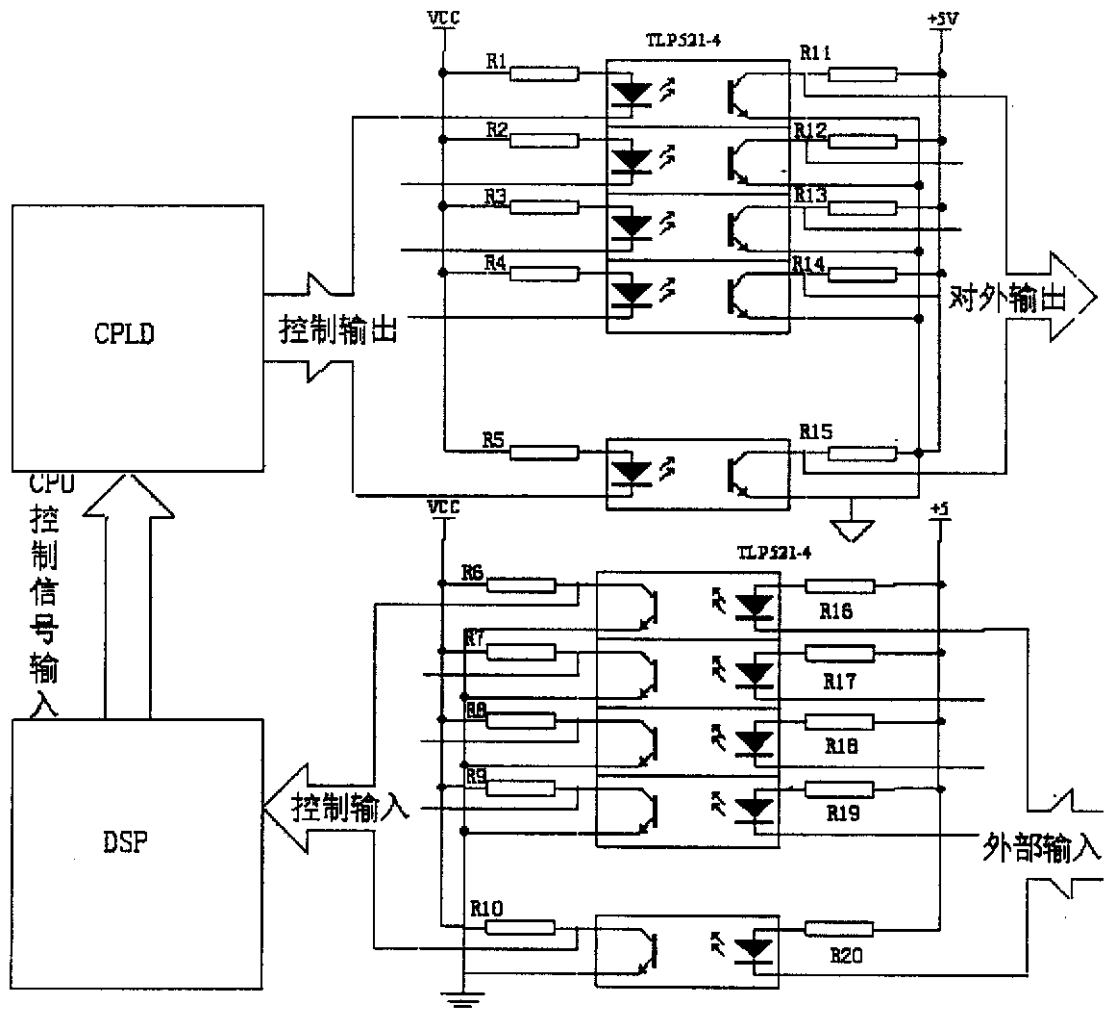 VCC
+5V
TLP521-4
R1
R11
R2
R12
R3
R13
R4
R14
CPLD
控制输出
对外输出
R5
R15
CPU
控制信号输入
VCC
+5
TLP521-4
R6
R16
R7
R17
R8
R18
R9
R19
控制输入
DSP
外部输入
R10
R20